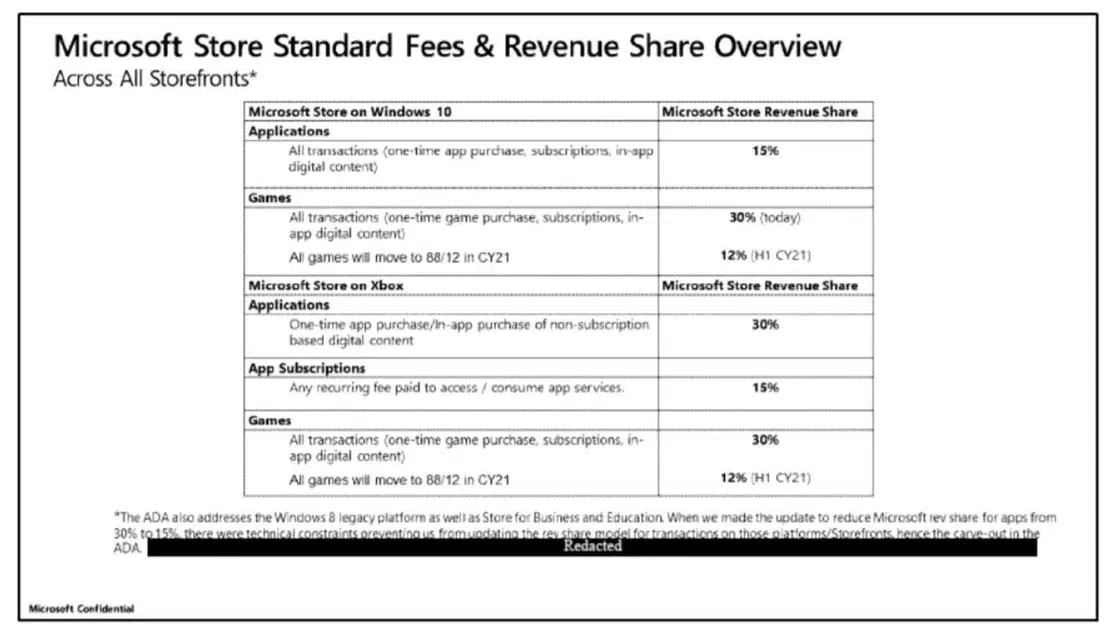 Microsoft Store Standard Fees & Revenue Share Overview
Across All Storefronts*
Microsoft Store on Windows 10 Microsoft Store Revenue Share
Applications
All transactions (one-time app purchase, subscriptions, in-app 15%
digital content)
Games
All transactions (one-time game purchase, subscriptions, in- 30% (today)
app digital content)
All games will move to 88/12 in CY21 12% (H1 CY21)
Microsoft Store on Xbox Microsoft Store Revenue Share
Applications
One-time app purchase/In-app purchase of non-subscription 30%
based digital content
App Subscriptions
Any recurring fee paid to access / consume app services. 15%
Games
All transactions (one-time game purchase, subscriptions, in- 30%
app digital content)
All games will move to 88/12 in CY21 12% (H1 CY21)
*The ADA also addresses the Windows 8 legacy platform as well as Store for Business and Education. When we made the update to reduce Microsoft rev share for apps from
30% to 15%, there were technical constraints preventing us from updating the rev share model for transactions on those platforms/Storefronts, hence the carve-out in the
ADA. Redacted
Microsoft Confidential